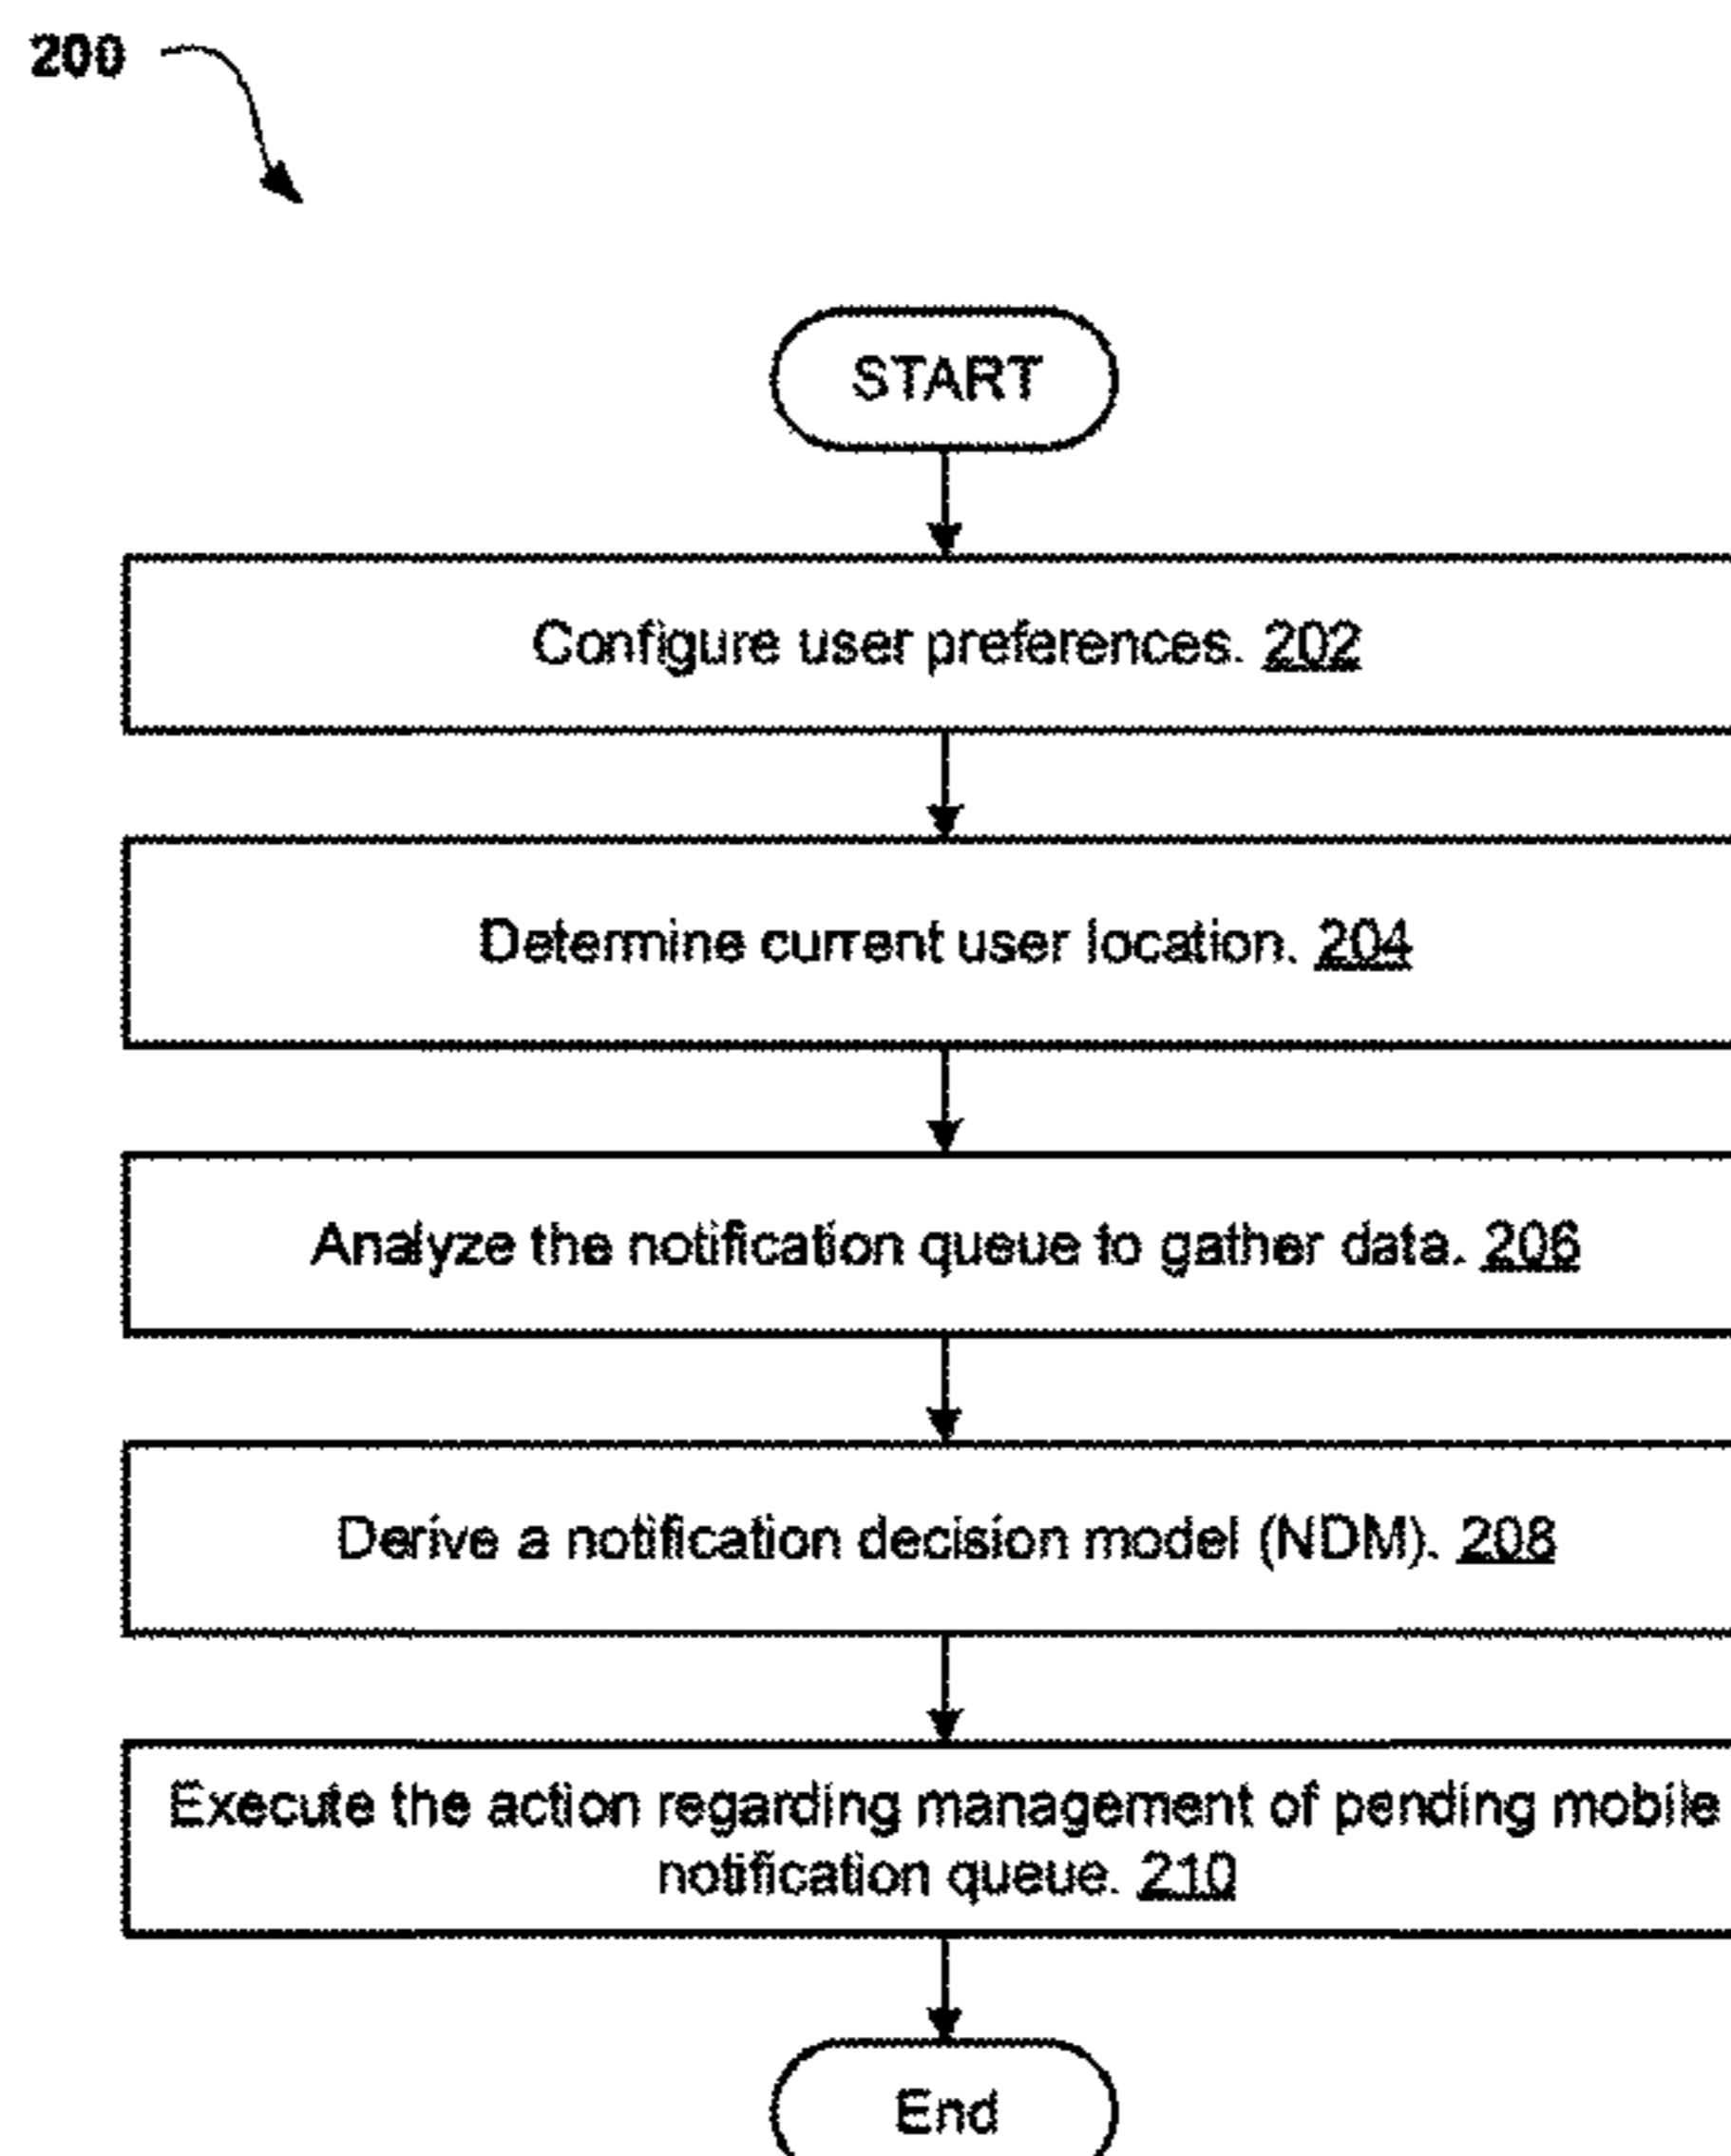 200
START
Configure user preferences. 202
Determine current user location. 204
Analyze the notification queue to gather data. 206
Derive a notification decision model (NDM). 208
Execute the action regarding management of pending mobile
notification queue. 210
End